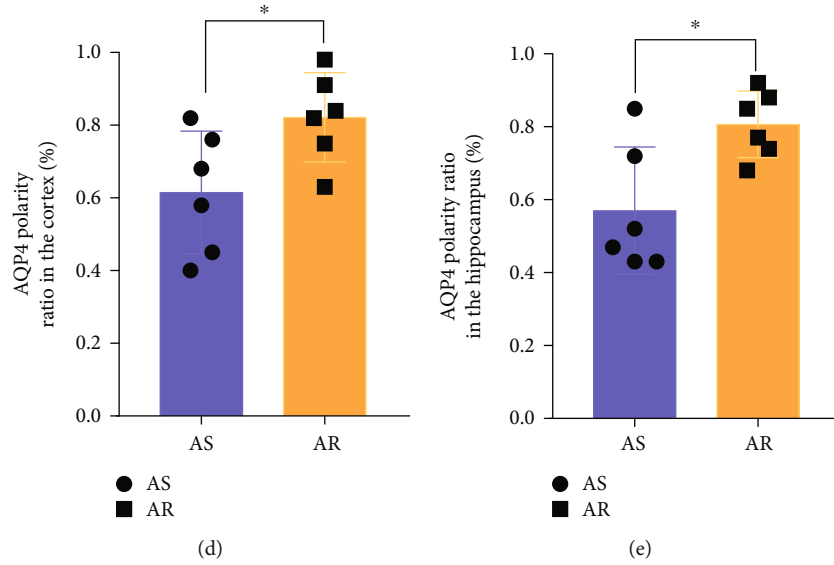 *
AQP4 polarity
ratio in the cortex (%)
1.0
0.8
0.6
0.4
0.2
0.0
AS
AR
AS
AR
(d)
*
AQP4 polarity ratio
in the hippocampus (%)
1.0
0.8
0.6
0.4
0.2
0.0
AS
AR
AS
AR
(e)